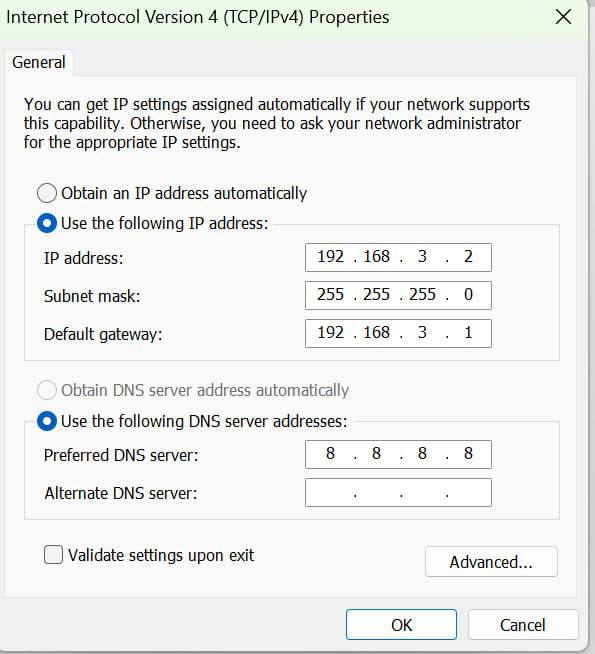 Internet Protocol Version 4 (TCP/IPv4) Properties
General
You can get IP settings assigned automatically if your network supports
this capability. Otherwise, you need to ask your network administrator
for the appropriate IP settings.
Obtain an IP address automatically
Use the following IP address:
IP address: 192 . 168 . 3 . 2
Subnet mask: 255 . 255 . 255 . 0
Default gateway: 192 . 168 . 3 . 1
Obtain DNS server address automatically
Use the following DNS server addresses:
Preferred DNS server: 8 . 8 . 8 . 8
Alternate DNS server: . . .
Validate settings upon exit
Advanced...
OK Cancel